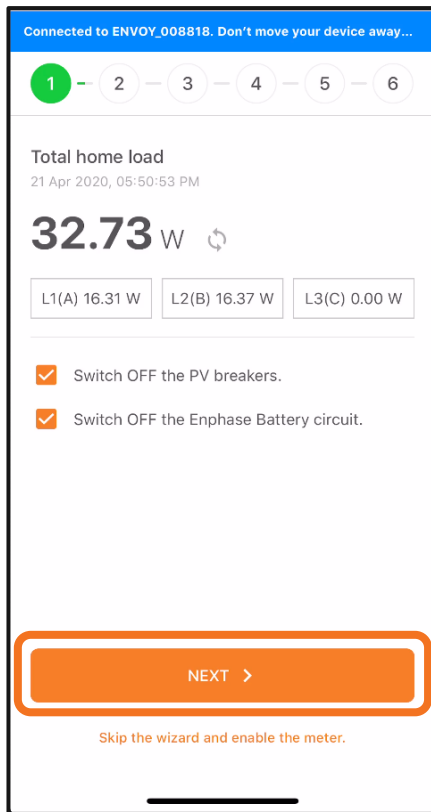 Connected to ENVOY_008818. Don't move your device away...
1 2 3 4 5 6
Total home load
21 Apr 2020, 05:50:53 PM
32.73 W
L1(A) 16.31 W L2(B) 16.37 W L3(C) 0.00 W
Switch OFF the PV breakers.
Switch OFF the Enphase Battery circuit.
NEXT
Skip the wizard and enable the meter.